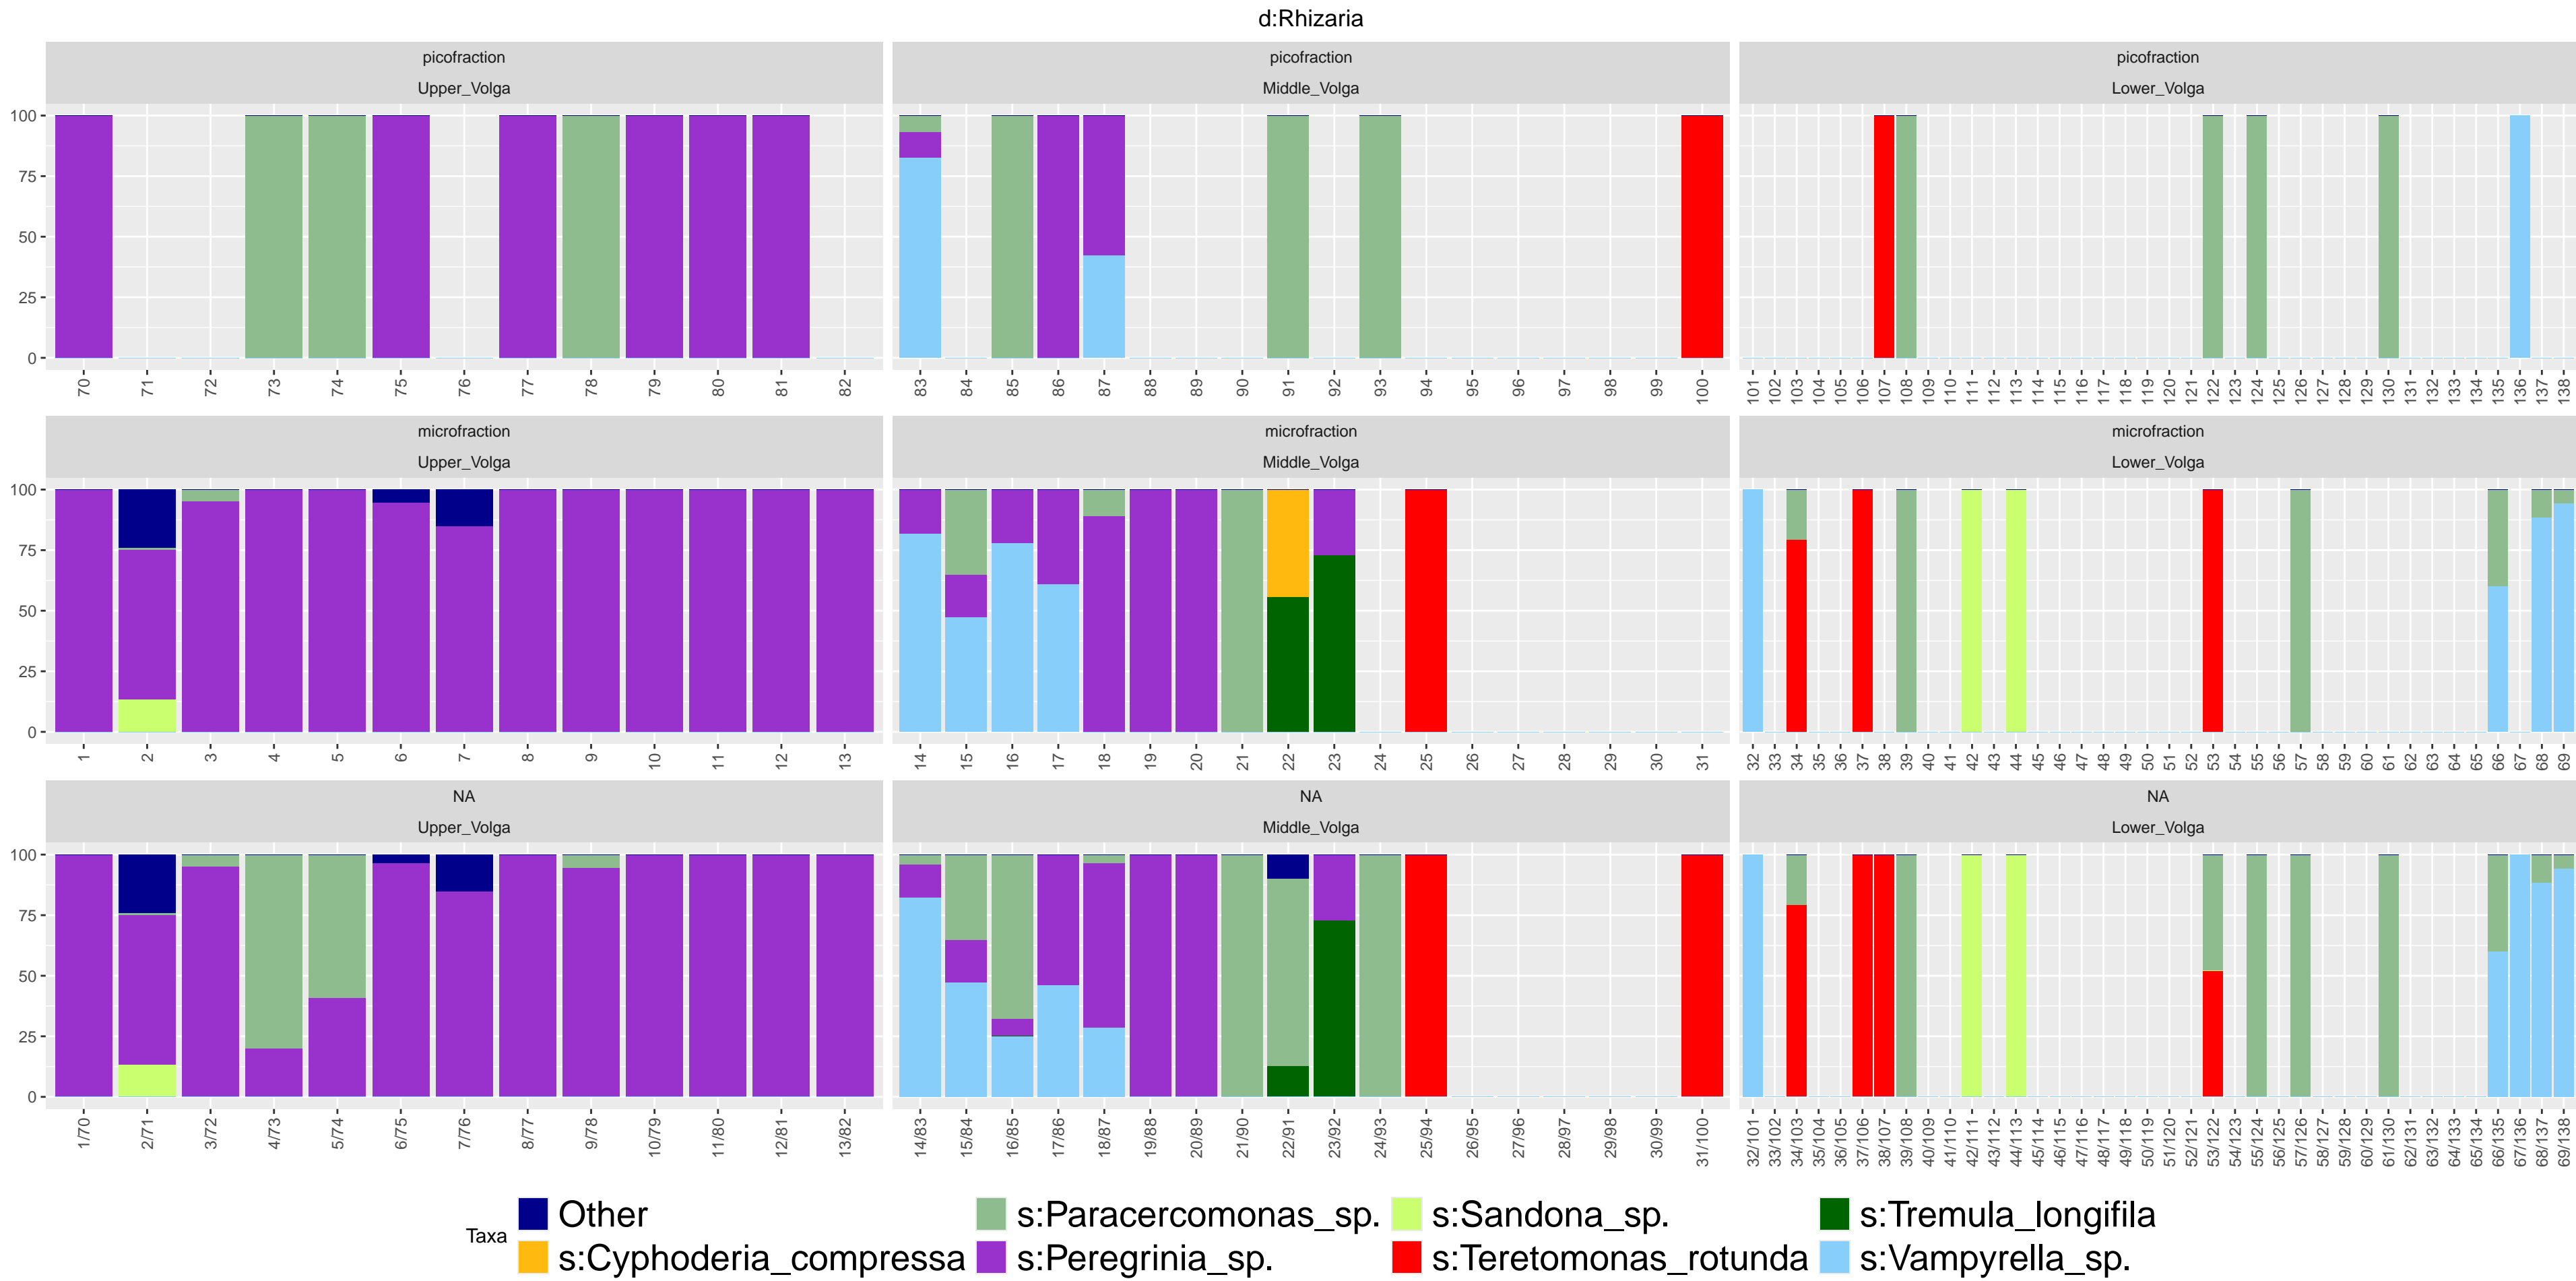 d:Rhizaria
picofraction picofraction picofraction
Upper_Volga Middle_Volga Lower_Volga
100
75
50
25
0
70 71 72 73 74 75 76 77 78 79 80 81 82 83 84 85 86 87 88 89 90 91 92 93 94 95 96 97 98 99 100 101 102 103 104 105 106 107 108 109 110 111 112 113 114 115 116 117 118 119 120 121 122 123 124 125 126 127 128 129 130 131 132 133 134 135 136 137 138
microfraction microfraction microfraction
Upper_Volga Middle_Volga Lower_Volga
100
75
50
25
0
1 2 3 4 5 6 7 8 9 10 11 12 13 14 15 16 17 18 19 20 21 22 23 24 25 26 27 28 29 30 31 32 33 34 35 36 37 38 39 40 41 42 43 44 45 46 47 48 49 50 51 52 53 54 55 56 57 58 59 60 61 62 63 64 65 66 67 68 69
NA NA NA
Upper_Volga Middle_Volga Lower_Volga
100
75
50
25
0
1/70 2/71 3/72 4/73 5/74 6/75 7/76 8/77 9/78 10/79 11/80 12/81 13/82 14/83 15/84 16/85 17/86 18/87 19/88 20/89 21/90 22/91 23/92 24/93 25/94 26/95 27/96 28/97 29/98 30/99 31/100 32/101 33/102 34/103 35/104 36/105 37/106 38/107 39/108 40/109 41/110 42/111 43/112 44/113 45/114 46/115 47/116 48/117 49/118 50/119 51/120 52/121 53/122 54/123 55/124 56/125 57/126 58/127 59/128 60/129 61/130 62/131 63/132 64/133 65/134 66/135 67/136 68/137 69/138
Taxa
Other s:Paracercomonas_sp. s:Sandona_sp. s:Tremula_longifila
s:Cyphoderia_compressa s:Peregrinia_sp. s:Teretomonas_rotunda s:Vampyrella_sp.